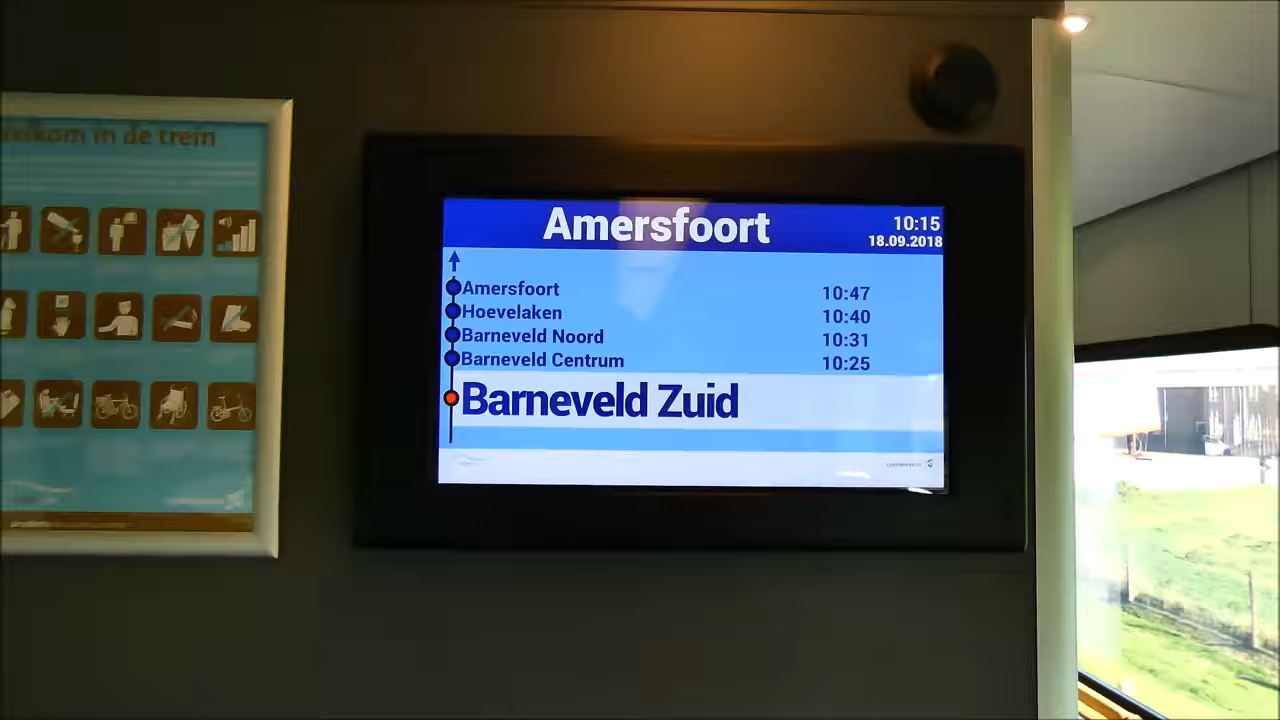 in de trein
Amersfoort
10:15
18.09.2018
Amersfoort 10:47
Hoevelaken 10:40
Barneveld Noord 10:31
Barneveld Centrum 10:25
Barneveld Zuid